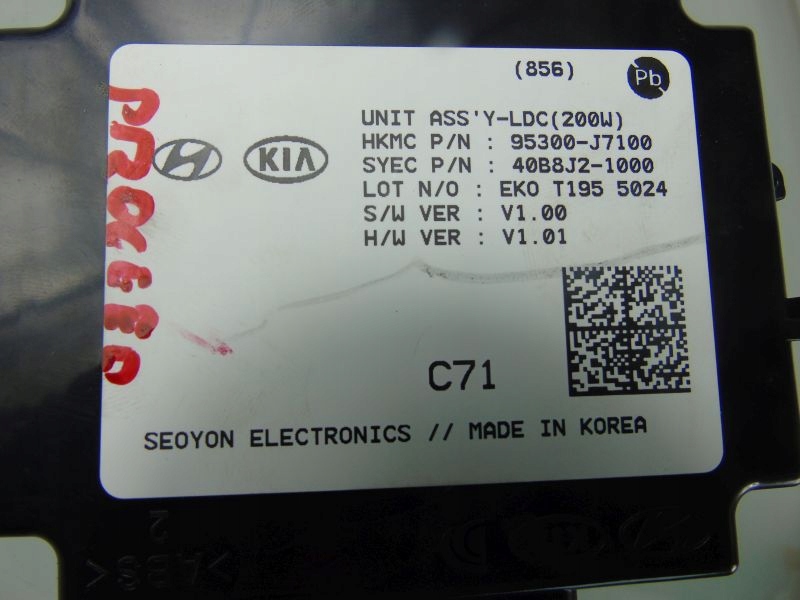 (856)
Pb
UNIT ASS'Y-LDC(200W)
HKMC P/N : 95300-J7100
SYEC P/N : 40B8J2-1000
LOT N/O : EKO T195 5024
S/W VER : V1.00
H/W VER : V1.01
KIA
PROCEED
C71
SEOYON ELECTRONICS // MADE IN KOREA